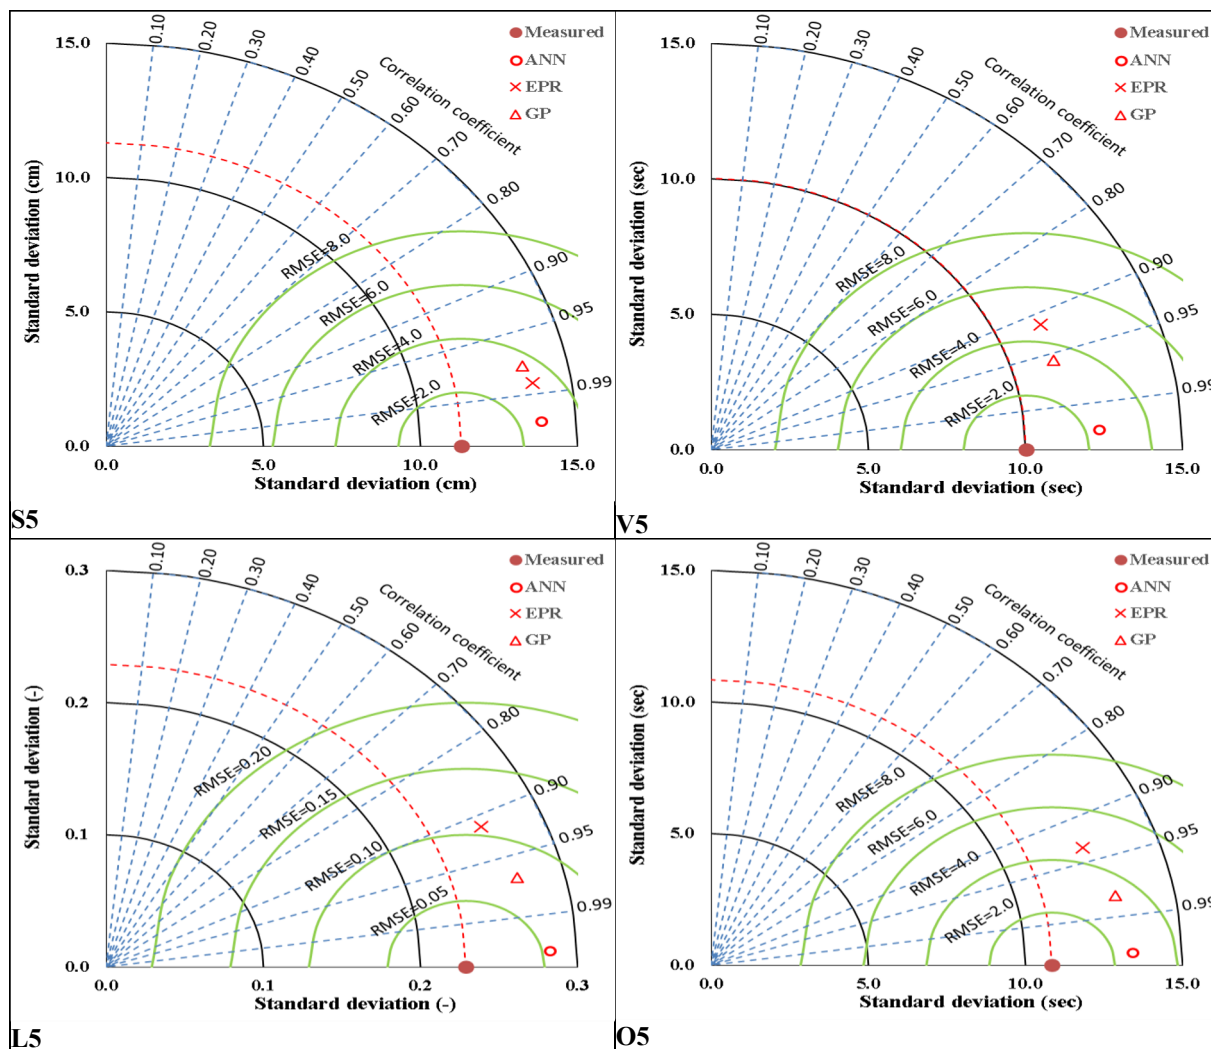 15.0
10.0
5.0
0.0
Standard deviation (cm)
0.10
0.20
0.30
0.40
0.50
0.60
0.70
0.80
0.90
0.95
0.99
Correlation coefficient
Measured
ANN
EPR
GP
RMSE=8.0
RMSE=6.0
RMSE=4.0
RMSE=2.0
0.0
5.0
10.0
15.0
Standard deviation (cm)
S5
15.0
10.0
5.0
0.0
Standard deviation (sec)
0.10
0.20
0.30
0.40
0.50
0.60
0.70
0.80
0.90
0.95
0.99
Correlation coefficient
Measured
ANN
EPR
GP
RMSE=8.0
RMSE=6.0
RMSE=4.0
RMSE=2.0
0.0
5.0
10.0
15.0
Standard deviation (sec)
V5
0.3
0.2
0.1
0.0
Standard deviation (-)
0.10
0.20
0.30
0.40
0.50
0.60
0.70
0.80
0.90
0.95
0.99
Correlation coefficient
Measured
ANN
EPR
GP
RMSE=0.20
RMSE=0.15
RMSE=0.10
RMSE=0.05
0.0
0.1
0.2
0.3
Standard deviation (-)
L5
15.0
10.0
5.0
0.0
Standard deviation (sec)
0.10
0.20
0.30
0.40
0.50
0.60
0.70
0.80
0.90
0.95
0.99
Correlation coefficient
Measured
ANN
EPR
GP
RMSE=8.0
RMSE=6.0
RMSE=4.0
RMSE=2.0
0.0
5.0
10.0
15.0
Standard deviation (sec)
O5